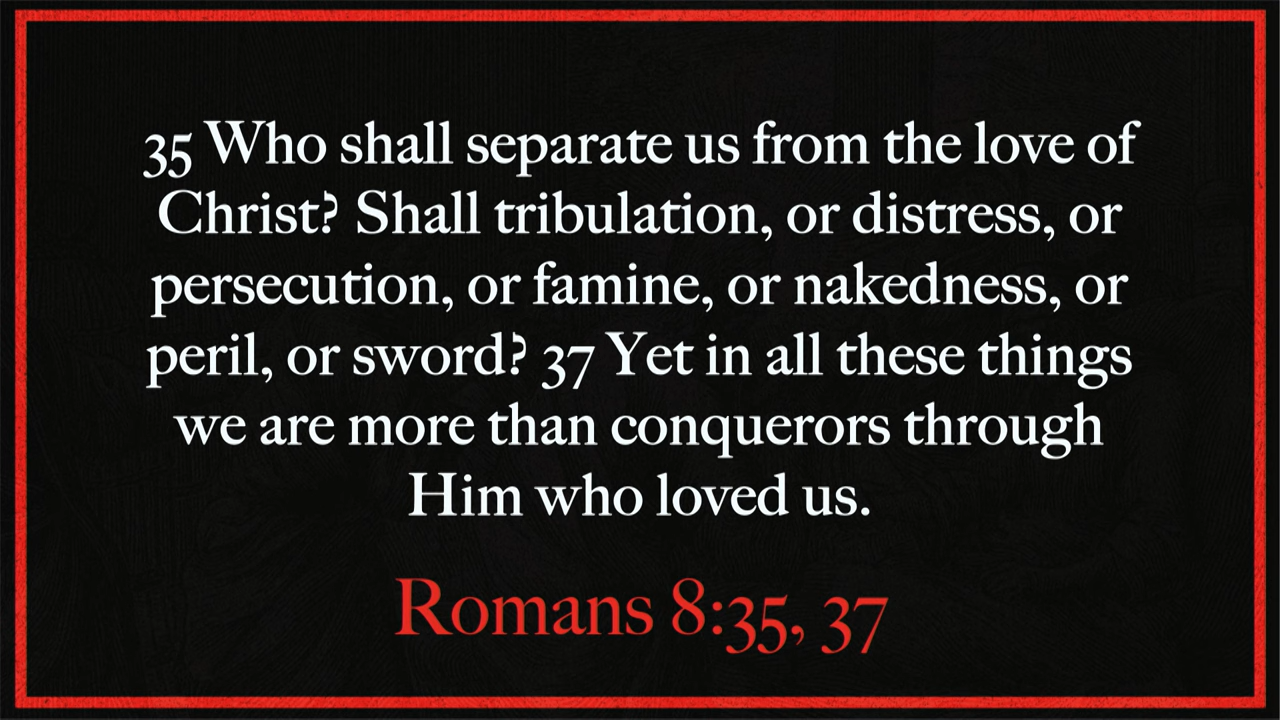 35 Who shall separate us from the love of
Christ? Shall tribulation, or distress, or
persecution, or famine, or nakedness, or
peril, or sword? 37 Yet in all these things
we are more than conquerors through
Him who loved us.
Romans 8:35, 37